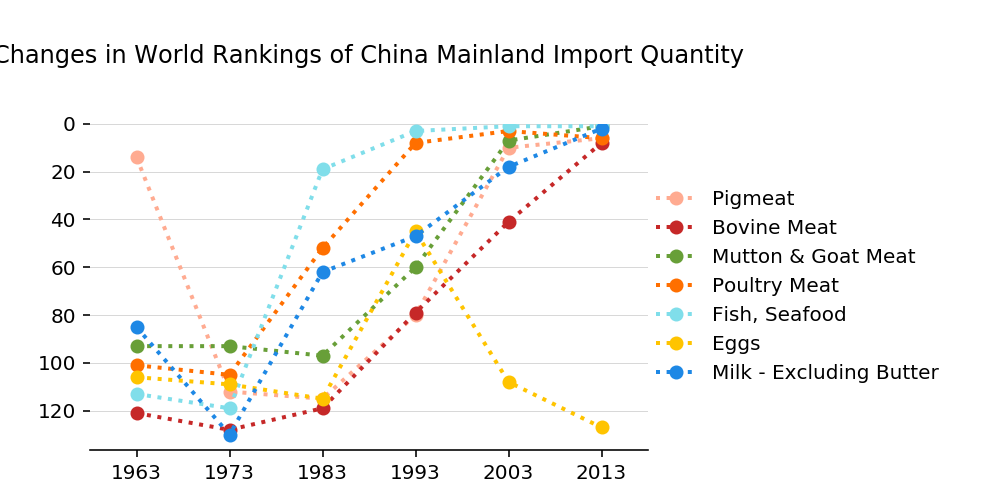 Changes in World Rankings of China Mainland Import Quantity
0
20
40
60
80
100
120
1963 1973 1983 1993 2003 2013
Pigmeat
Bovine Meat
Mutton & Goat Meat
Poultry Meat
Fish, Seafood
Eggs
Milk - Excluding Butter